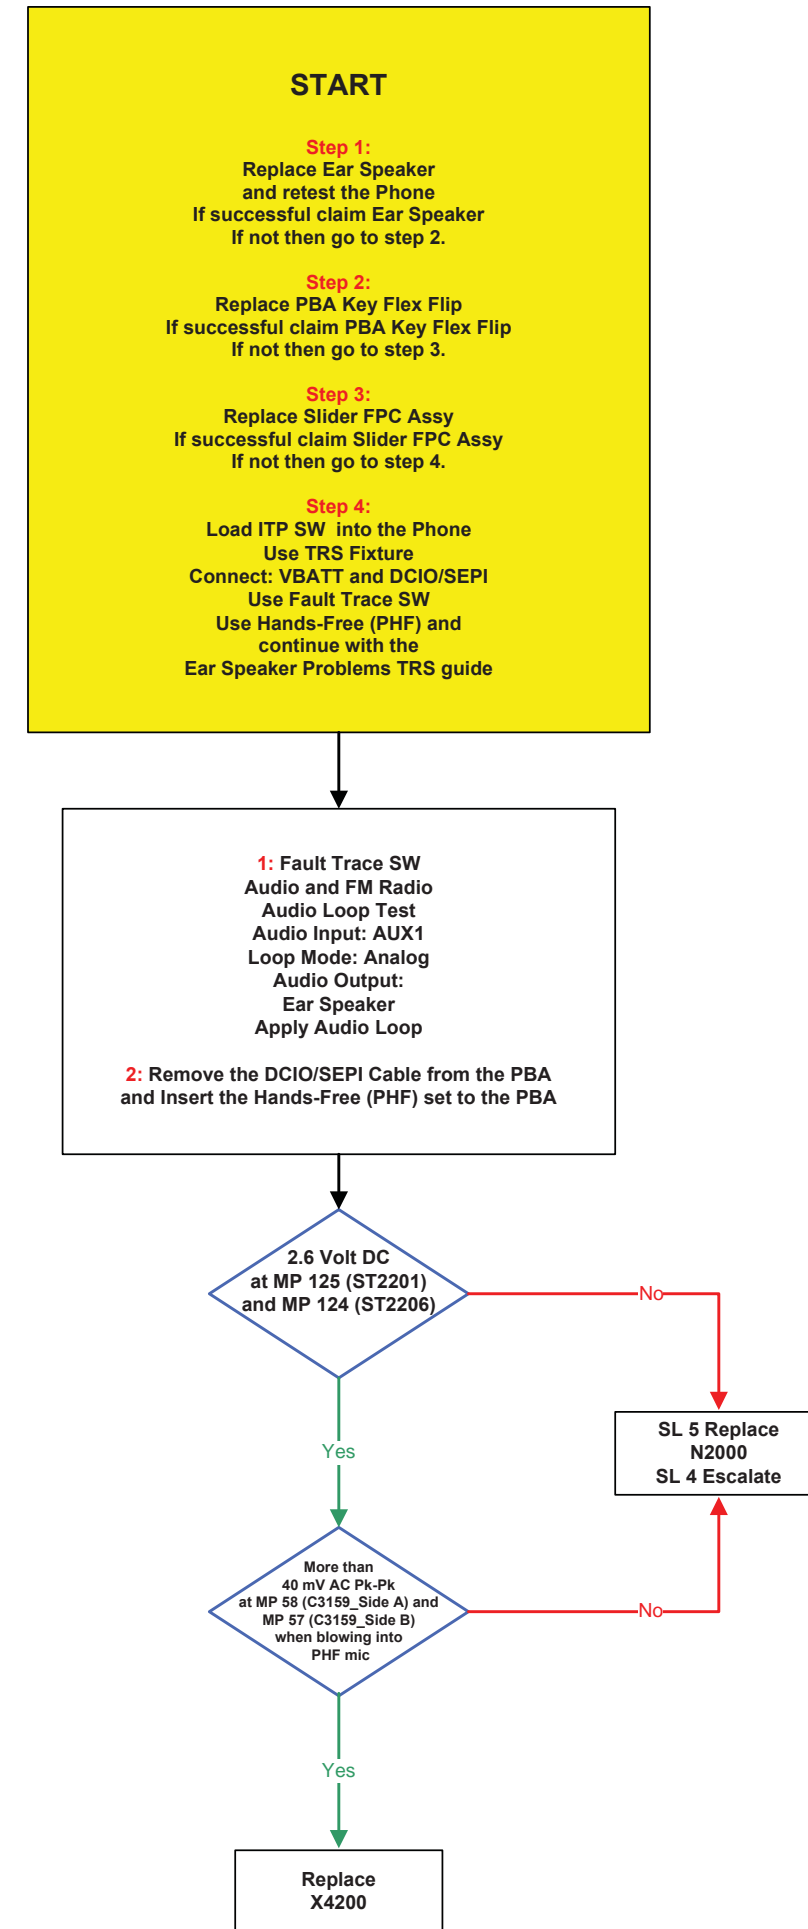 START
Step 1:
Replace Ear Speaker
and retest the Phone
If successful claim Ear Speaker
If not then go to step 2.
Step 2:
Replace PBA Key Flex Flip
If successful claim PBA Key Flex Flip
If not then go to step 3.
Step 3:
Replace Slider FPC Assy
If successful claim Slider FPC Assy
If not then go to step 4.
Step 4:
Load ITP SW into the Phone
Use TRS Fixture
Connect: VBATT and DCIO/SEPI
Use Fault Trace SW
Use Hands-Free (PHF) and
continue with the
Ear Speaker Problems TRS guide
1: Fault Trace SW
Audio and FM Radio
Audio Loop Test
Audio Input: AUX1
Loop Mode: Analog
Audio Output:
Ear Speaker
Apply Audio Loop
2: Remove the DCIO/SEPI Cable from the PBA
and Insert the Hands-Free (PHF) set to the PBA
2.6 Volt DC
at MP 125 (ST2201)
and MP 124 (ST2206)
No
Yes
SL 5 Replace
N2000
SL 4 Escalate
More than
40 mV AC Pk-Pk
at MP 58 (C3159_Side A) and
MP 57 (C3159_Side B)
when blowing into
PHF mic
No
Yes
Replace
X4200